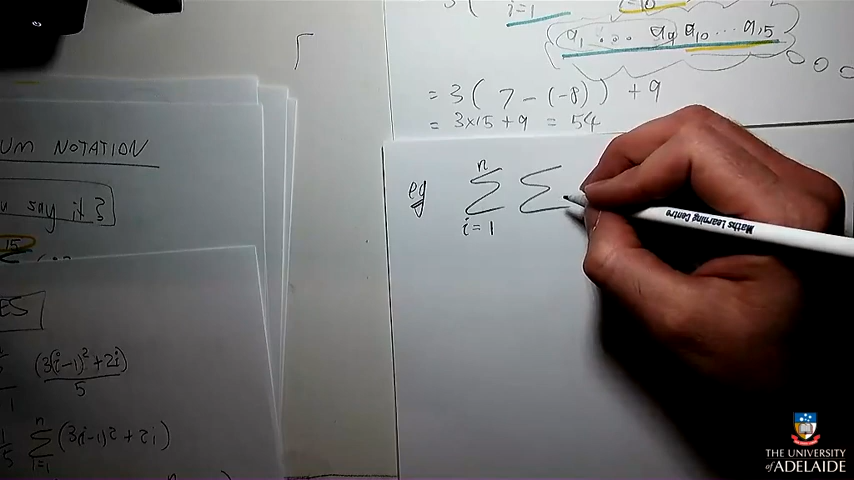 i=1
a₁ ... a₉ a₁₀ ... a₁₅
= 3( 7 - (-8) ) + 9
= 3×15 + 9 = 54
UM NOTATION
u say it?
15
eg n
∑ ∑
i=1
ES
(3(i-1)² + 2i)
5
1
n
∑ (3(i-1)² + 2i)
5
i=1
Maths Learning Centre
THE UNIVERSITY
of ADELAIDE